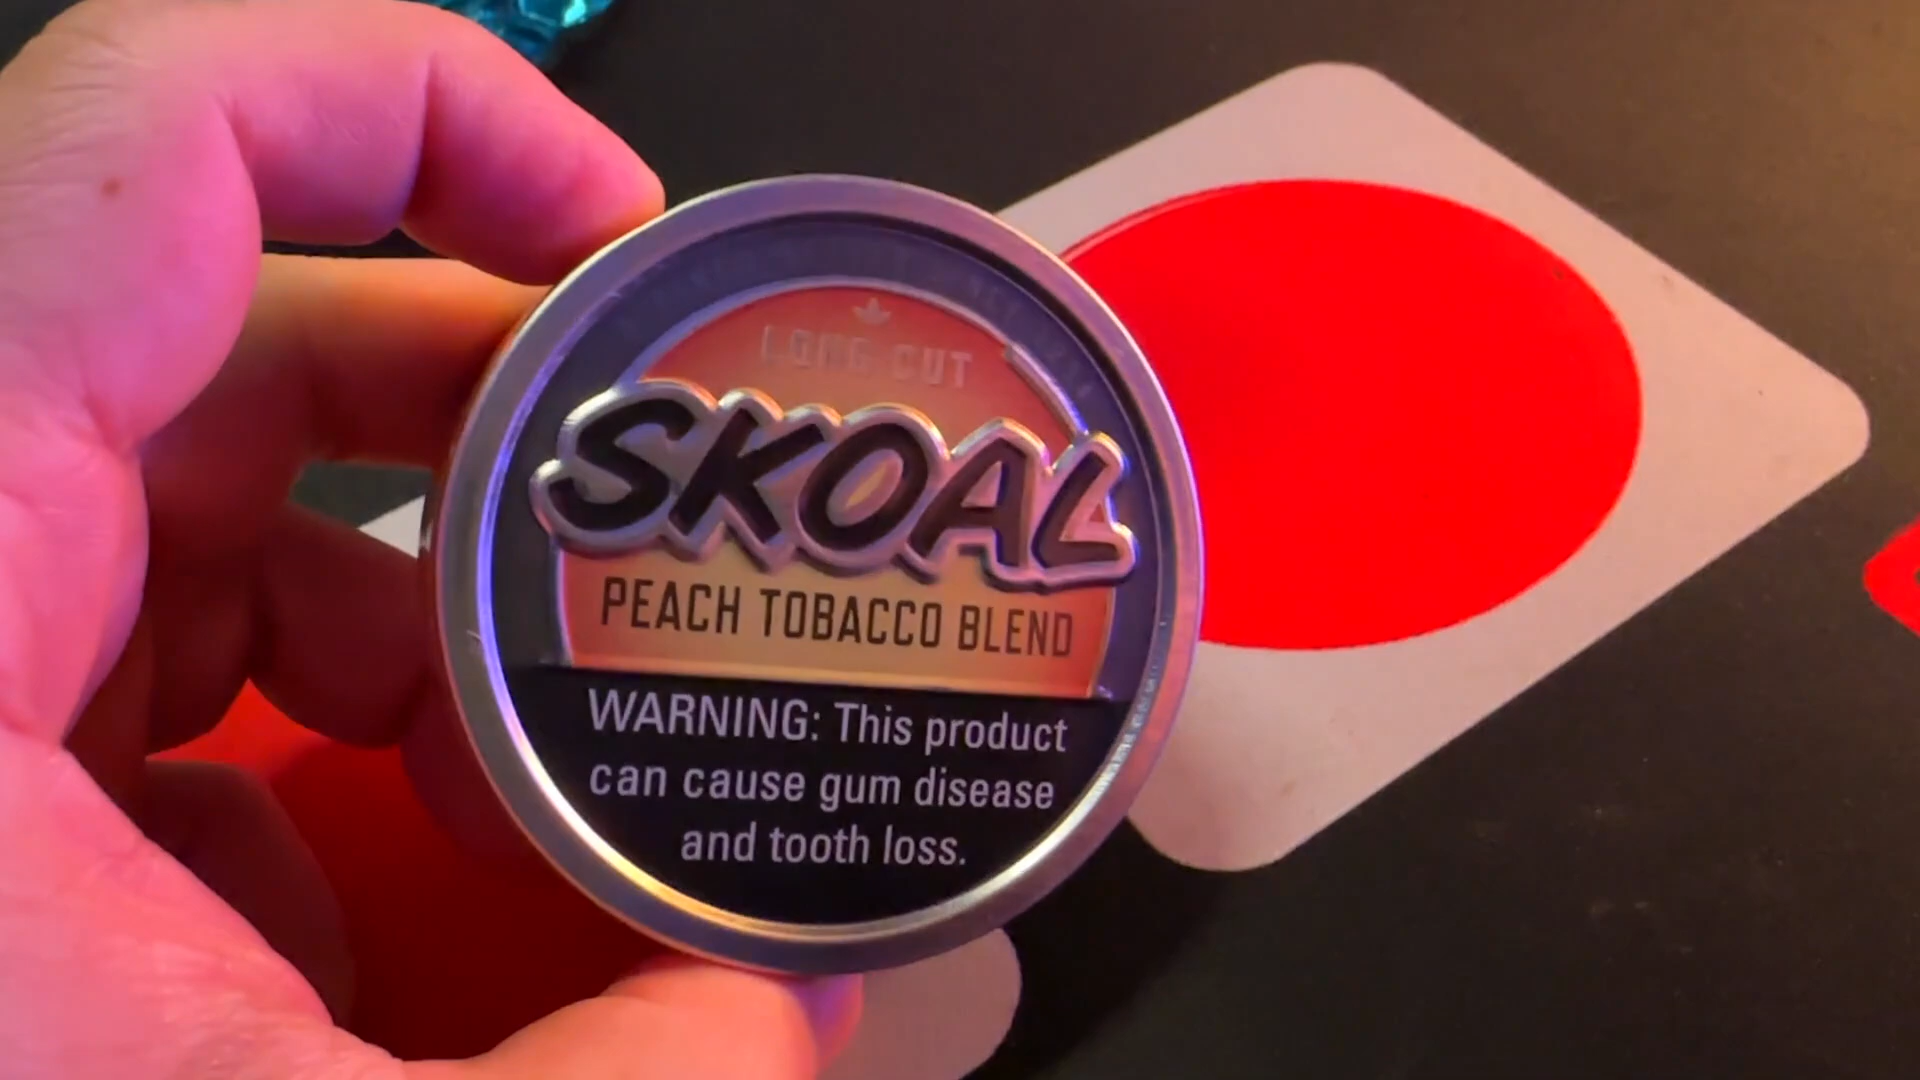 LONG CUT
SKOAL
PEACH TOBACCO BLEND
WARNING: This product
can cause gum disease
and tooth loss.